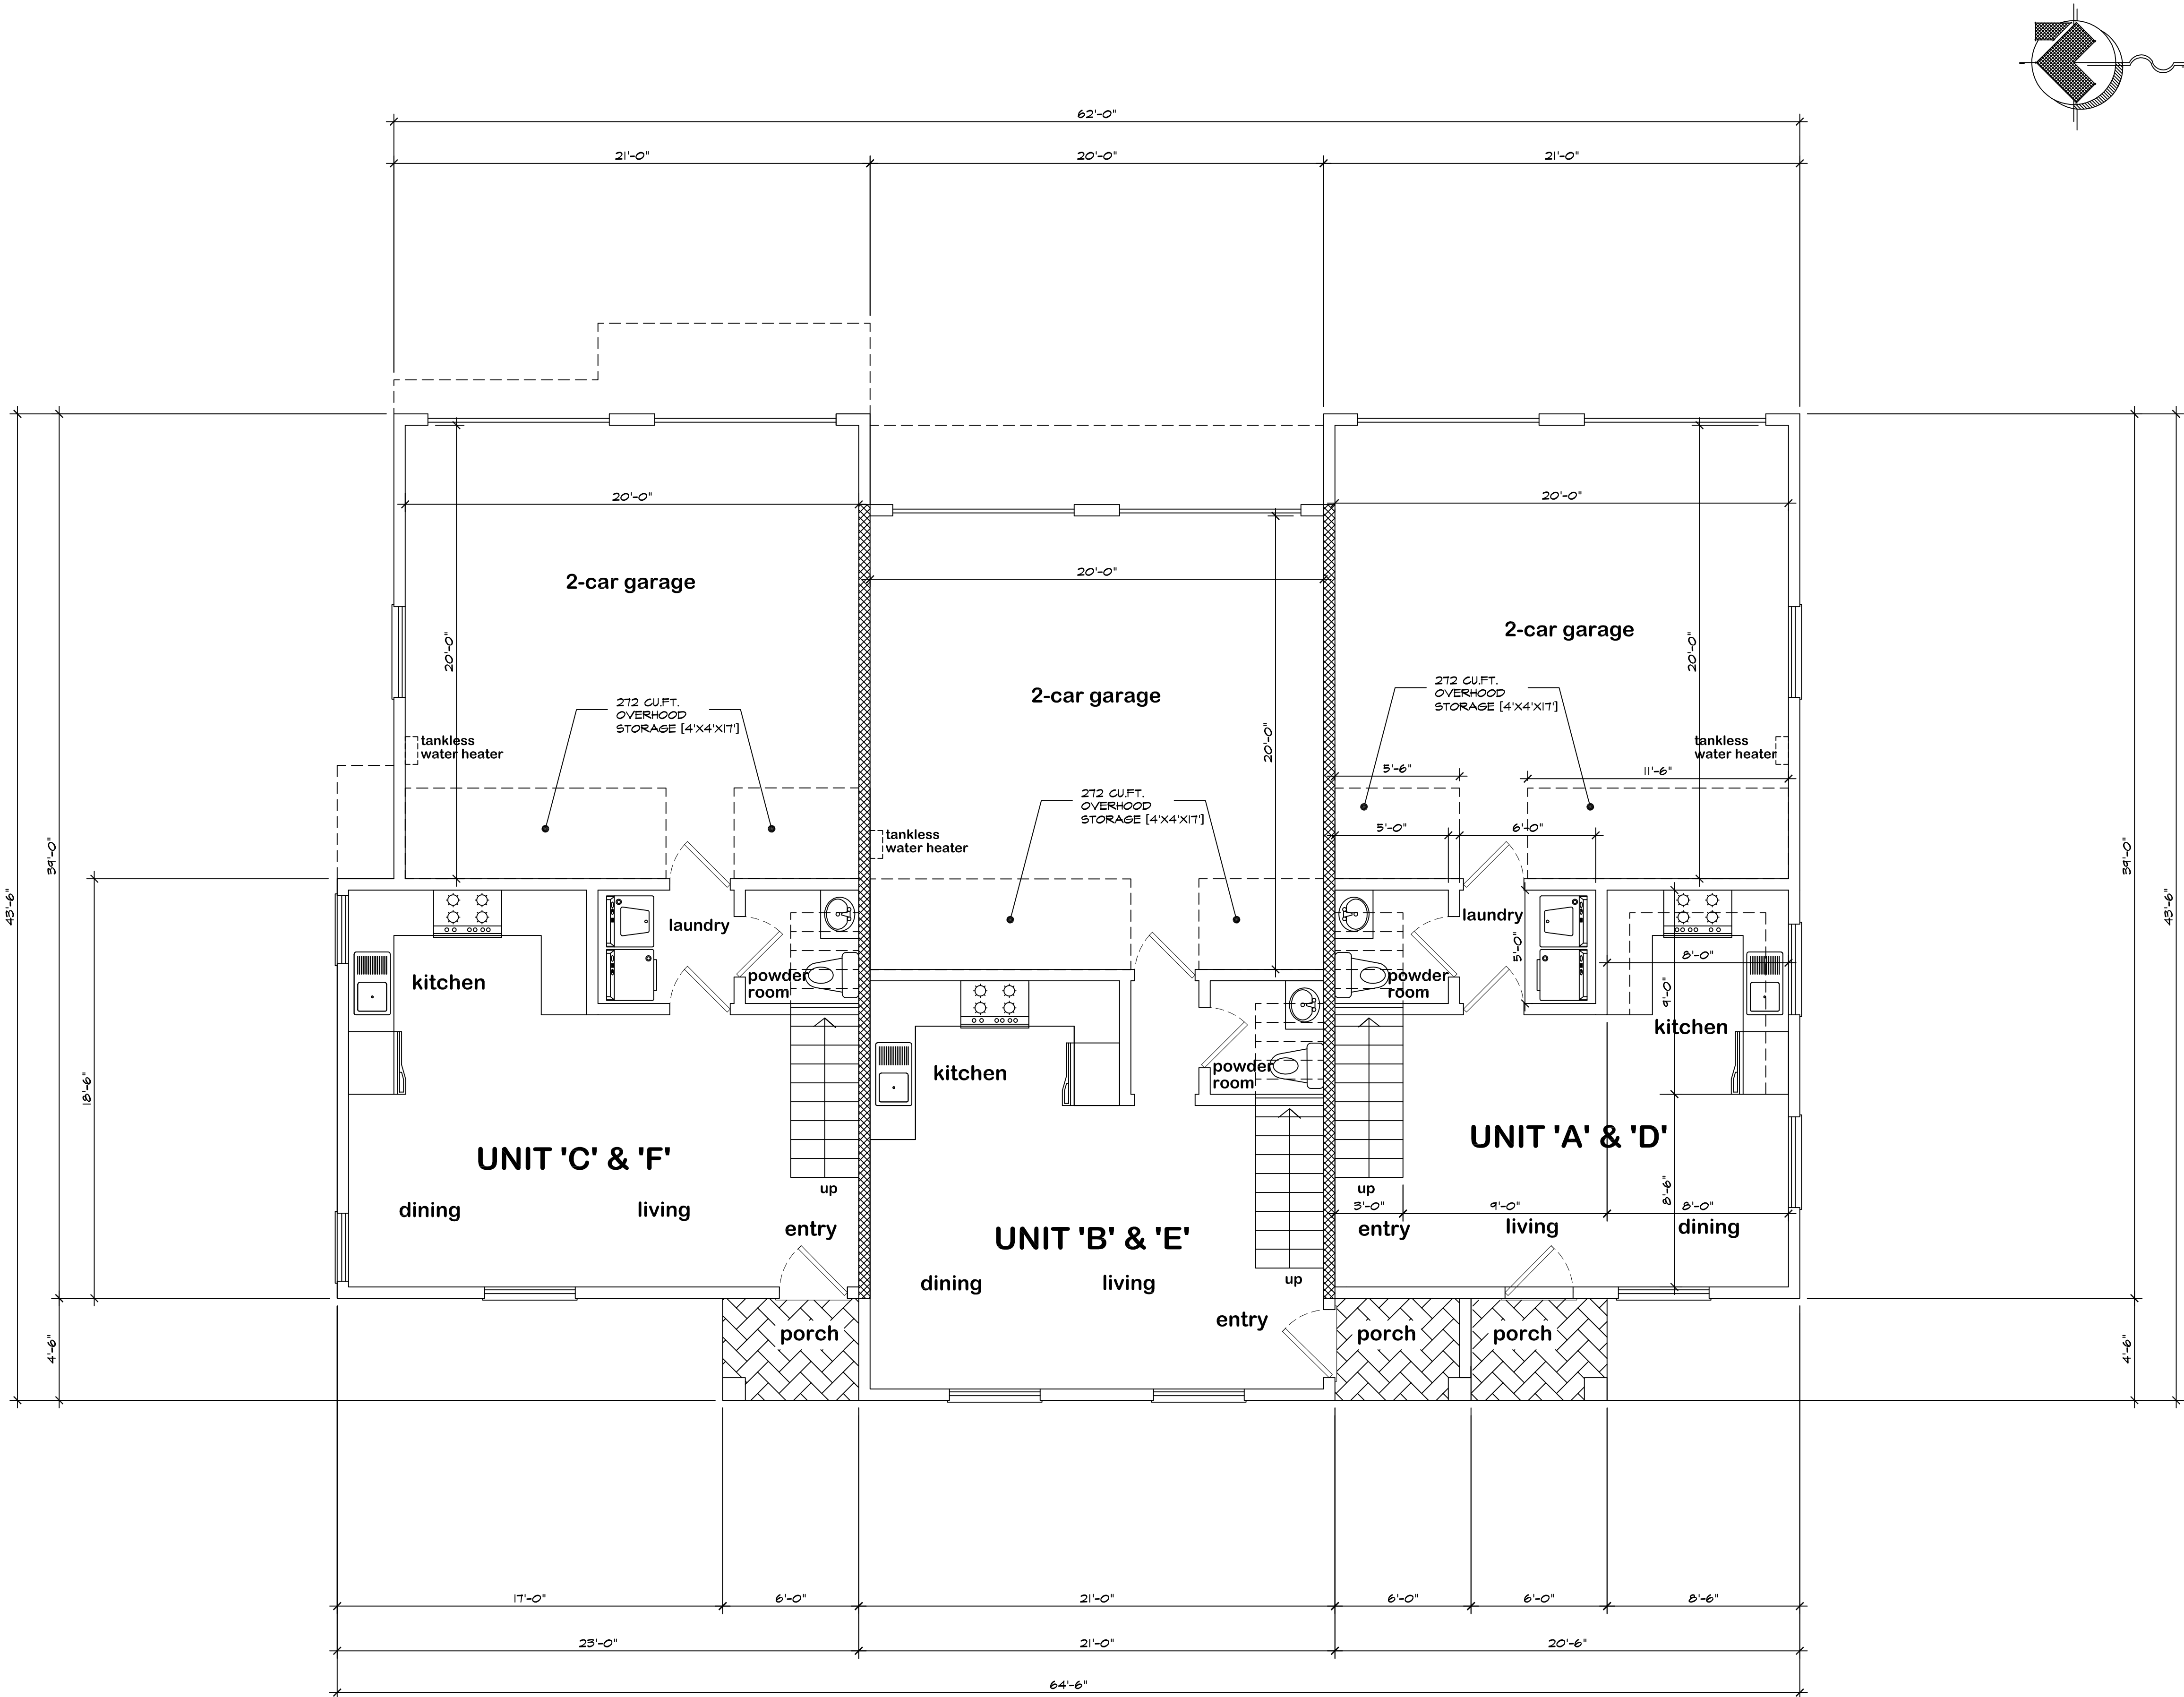 62'-0"
21'-0"
20'-0"
21'-0"
20'-0"
20'-0"
20'-0"
2-car garage
2-car garage
2-car garage
20'-0"
20'-0"
20'-0"
272 CU.FT.
OVERHOOD
STORAGE [4'X4'X17']
272 CU.FT.
OVERHOOD
STORAGE [4'X4'X17']
272 CU.FT.
OVERHOOD
STORAGE [4'X4'X17']
tankless
water heater
tankless
water heater
tankless
water heater
5'-6"
11'-6"
5'-0"
6'-0"
43'-6"
39'-0"
18'-6"
4'-6"
39'-0"
43'-6"
4'-6"
laundry
kitchen
powder
room
kitchen
powder
room
laundry
powder
room
5'-0"
8'-0"
9'-0"
kitchen
UNIT 'C' & 'F'
UNIT 'A' & 'D'
UNIT 'B' & 'E'
dining
living
up
entry
dining
living
up
entry
up
8'-6"
3'-0"
9'-0"
8'-0"
entry
living
dining
porch
porch
porch
17'-0"
6'-0"
21'-0"
6'-0"
6'-0"
8'-6"
23'-0"
21'-0"
20'-6"
64'-6"